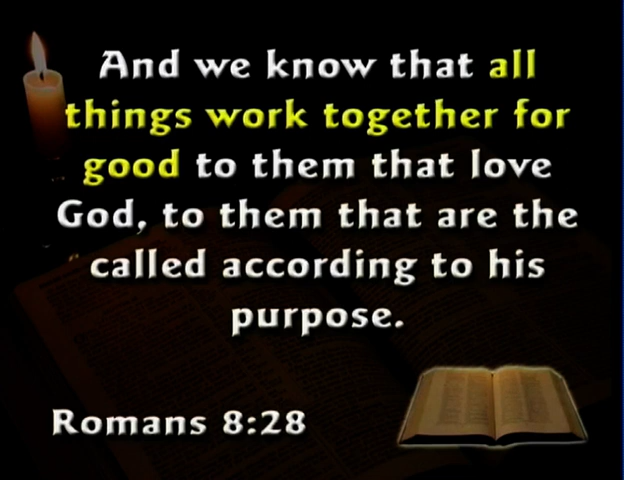 And we know that all
things work together for
good to them that love
God, to them that are the
called according to his
purpose.
Romans 8:28